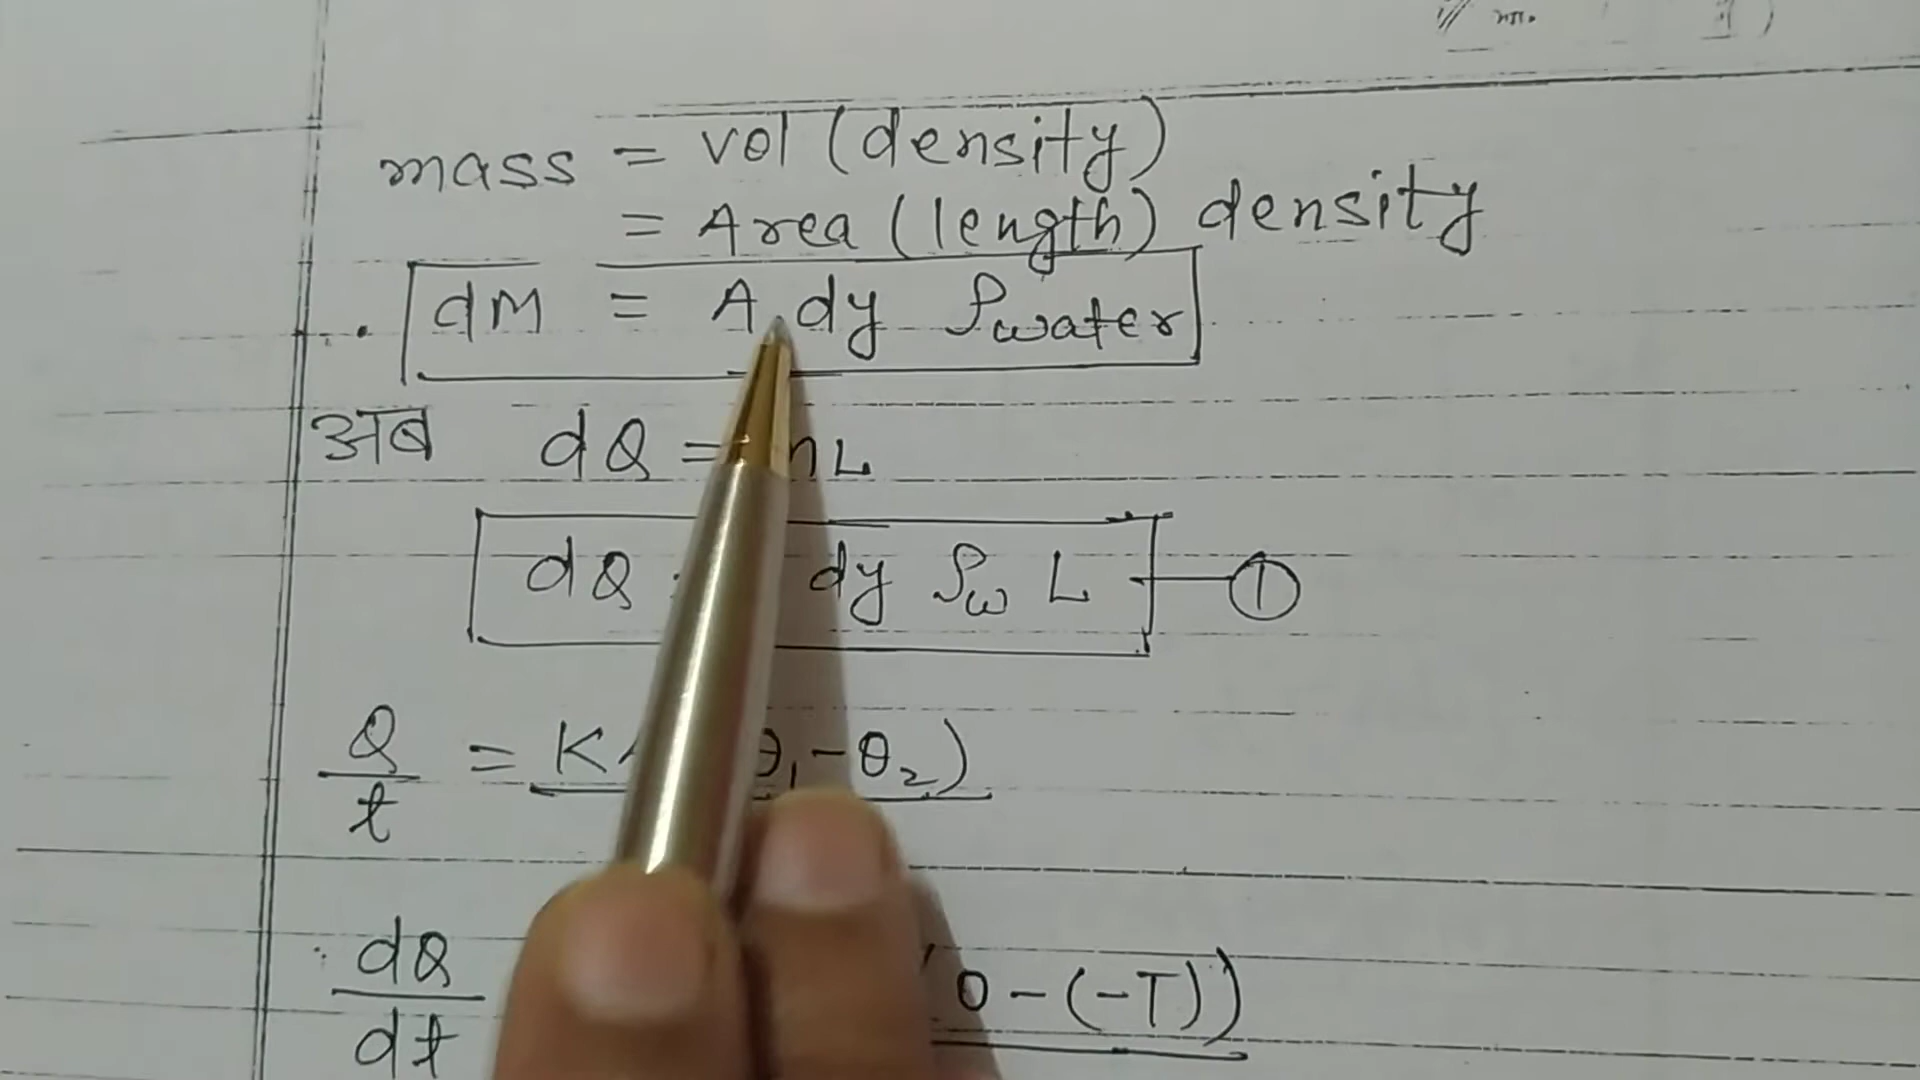 mass = vol (density)
= Area (length) density
dM = A dy ρwater
अब dQ = mL
dQ dy ρω L ①
Q/t = K θ₁-θ₂)
dQ/dt 0-(-T))